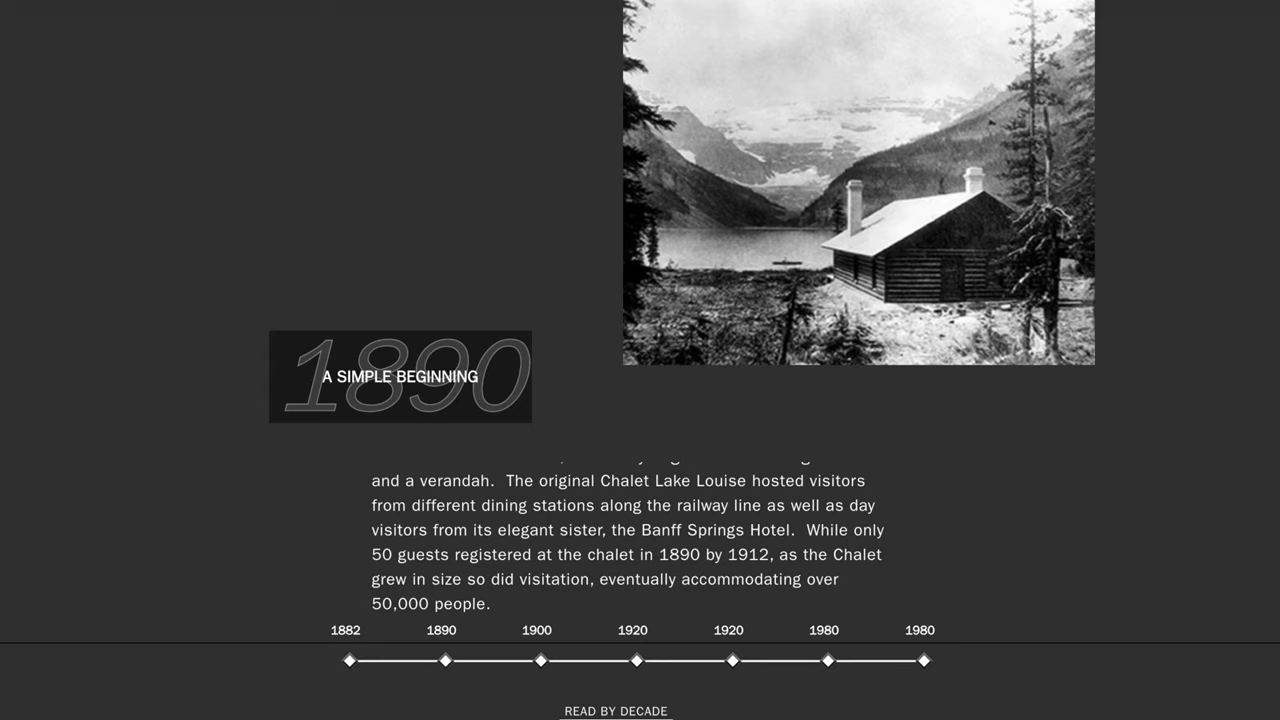 1890
A SIMPLE BEGINNING
and a verandah.  The original Chalet Lake Louise hosted visitors
from different dining stations along the railway line as well as day
visitors from its elegant sister, the Banff Springs Hotel.  While only
50 guests registered at the chalet in 1890 by 1912, as the Chalet
grew in size so did visitation, eventually accommodating over
50,000 people.
1882 1890 1900 1920 1920 1980 1980
READ BY DECADE